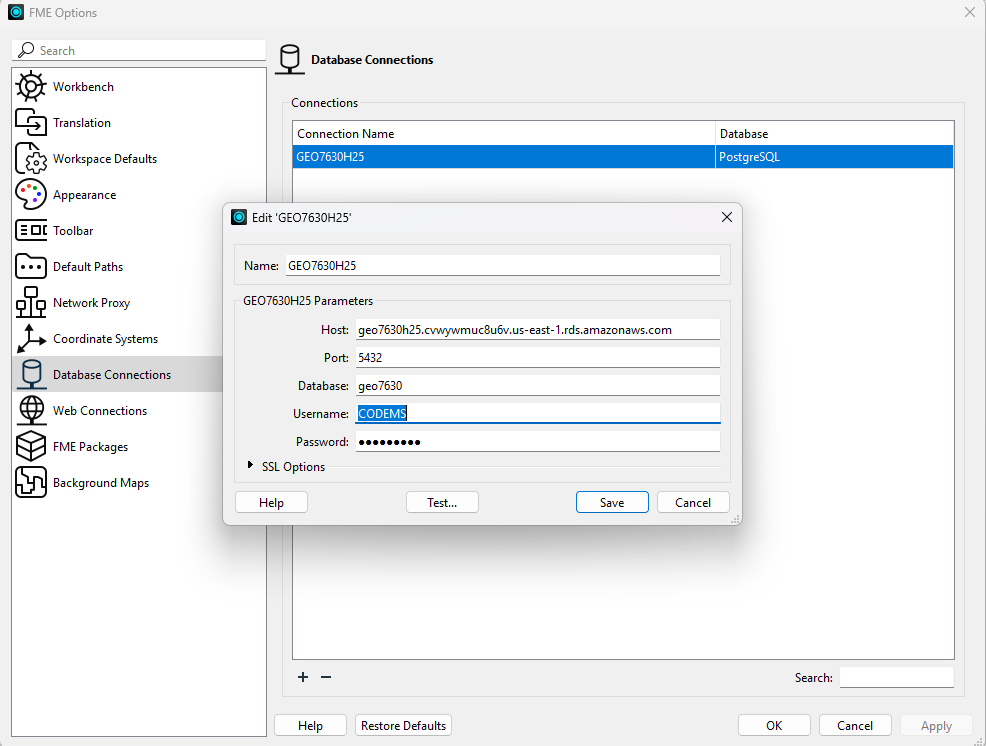 FME Options
Search
Workbench
Translation
Workspace Defaults
Appearance
Toolbar
Default Paths
Network Proxy
Coordinate Systems
Database Connections
Web Connections
FME Packages
Background Maps
Database Connections
Connections
Connection Name Database
GEO7630H25 PostgreSQL
Edit 'GEO7630H25'
Name: GEO7630H25
GEO7630H25 Parameters
Host: geo7630h25.cvwywmuc8u6v.us-east-1.rds.amazonaws.com
Port: 5432
Database: geo7630
Username: CODEMS
Password: ●●●●●●●●●
SSL Options
Help Test... Save Cancel
Search:
Help Restore Defaults OK Cancel Apply